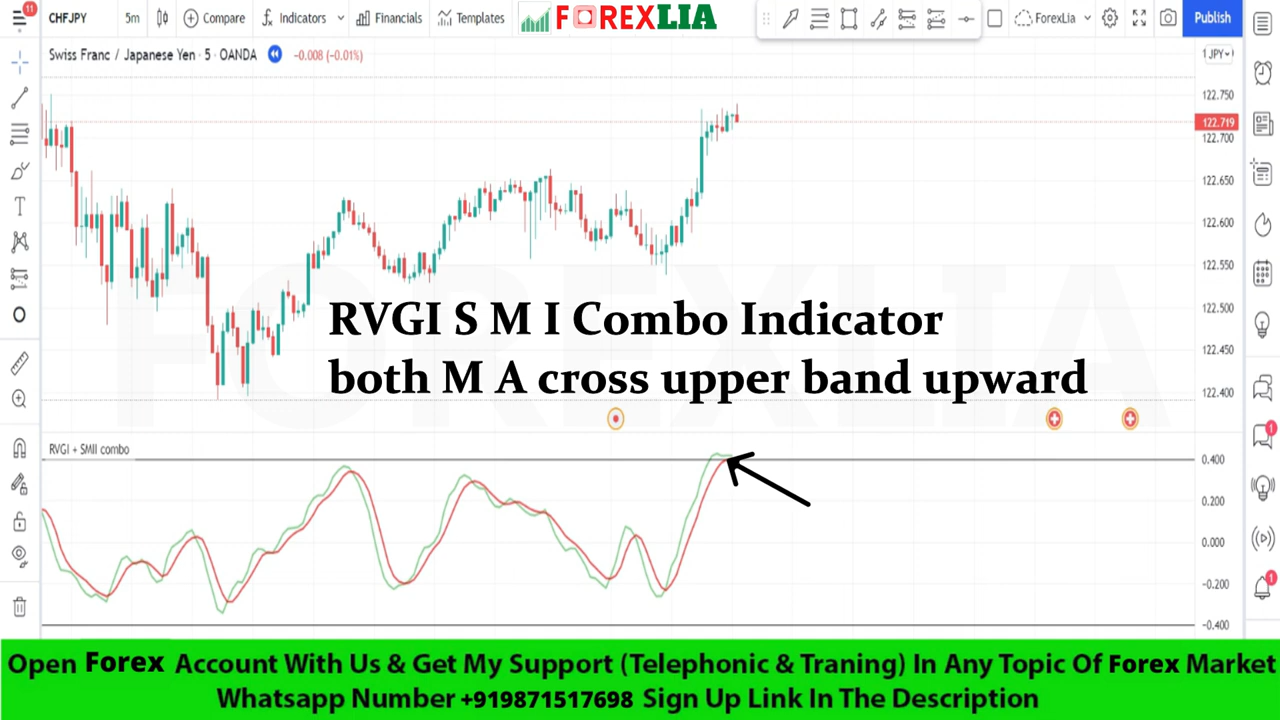 11
CHFJPY 5m Compare Indicators Financials Templates FOREXLIA ForexLia Publish
Swiss Franc / Japanese Yen · 5 · OANDA -0.008 (-0.01%)
JPY
122.750
122.719
122.700
122.650
122.600
122.550
122.500
122.450
122.400
FOREXLIA
RVGI S M I Combo Indicator
both M A cross upper band upward
RVGI + SMII combo
0.400
0.200
0.000
-0.200
-0.400
1
1
Open Forex Account With Us & Get My Support (Telephonic & Traning) In Any Topic Of Forex Market
Whatsapp Number +919871517698 Sign Up Link In The Description